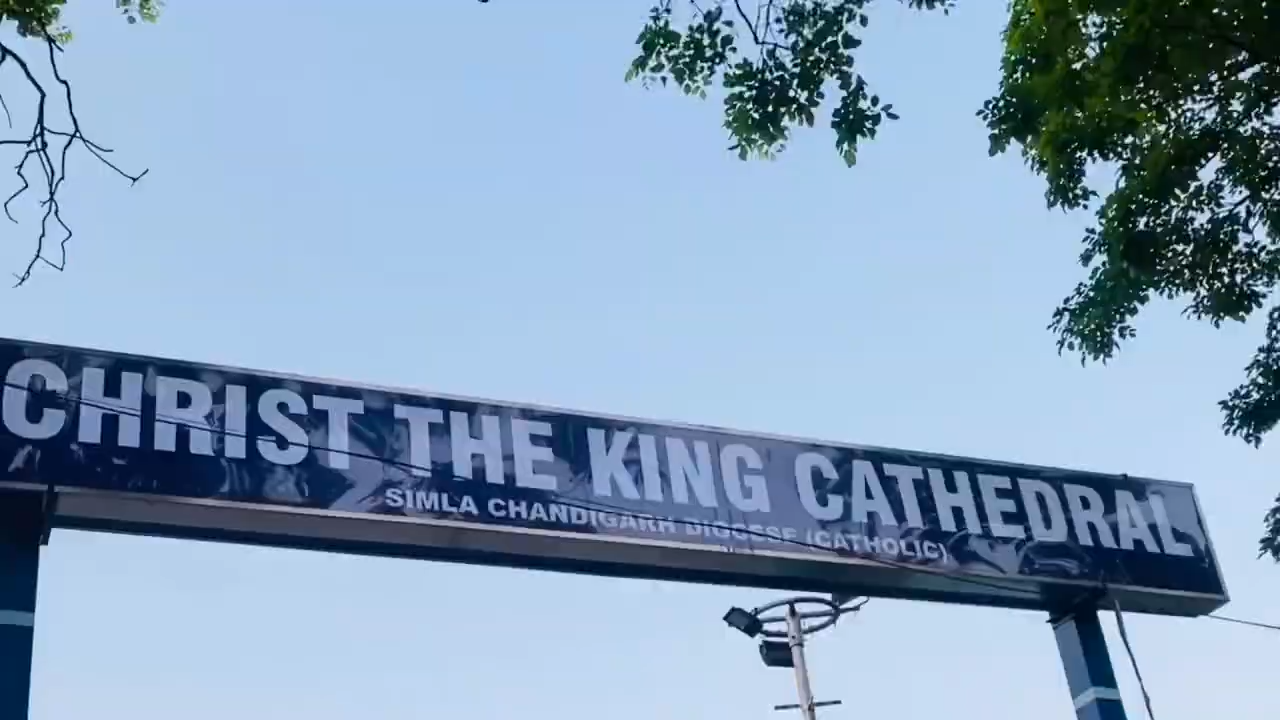 CHRIST THE KING CATHEDRAL
SIMLA CHANDIGARH DIOCESE (CATHOLIC)